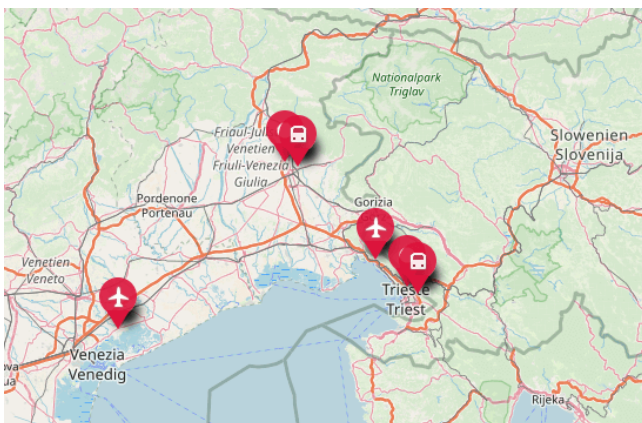 Nationalpark
Triglav
Friaul-Jul
Venetien
Friuli-Venezia
Giulia
Slowenien
Slovenija
Pordenone
Portenau
Gorizia
Venetien
Veneto
Trieste
Triest
Venezia
Venedig
Rijeka